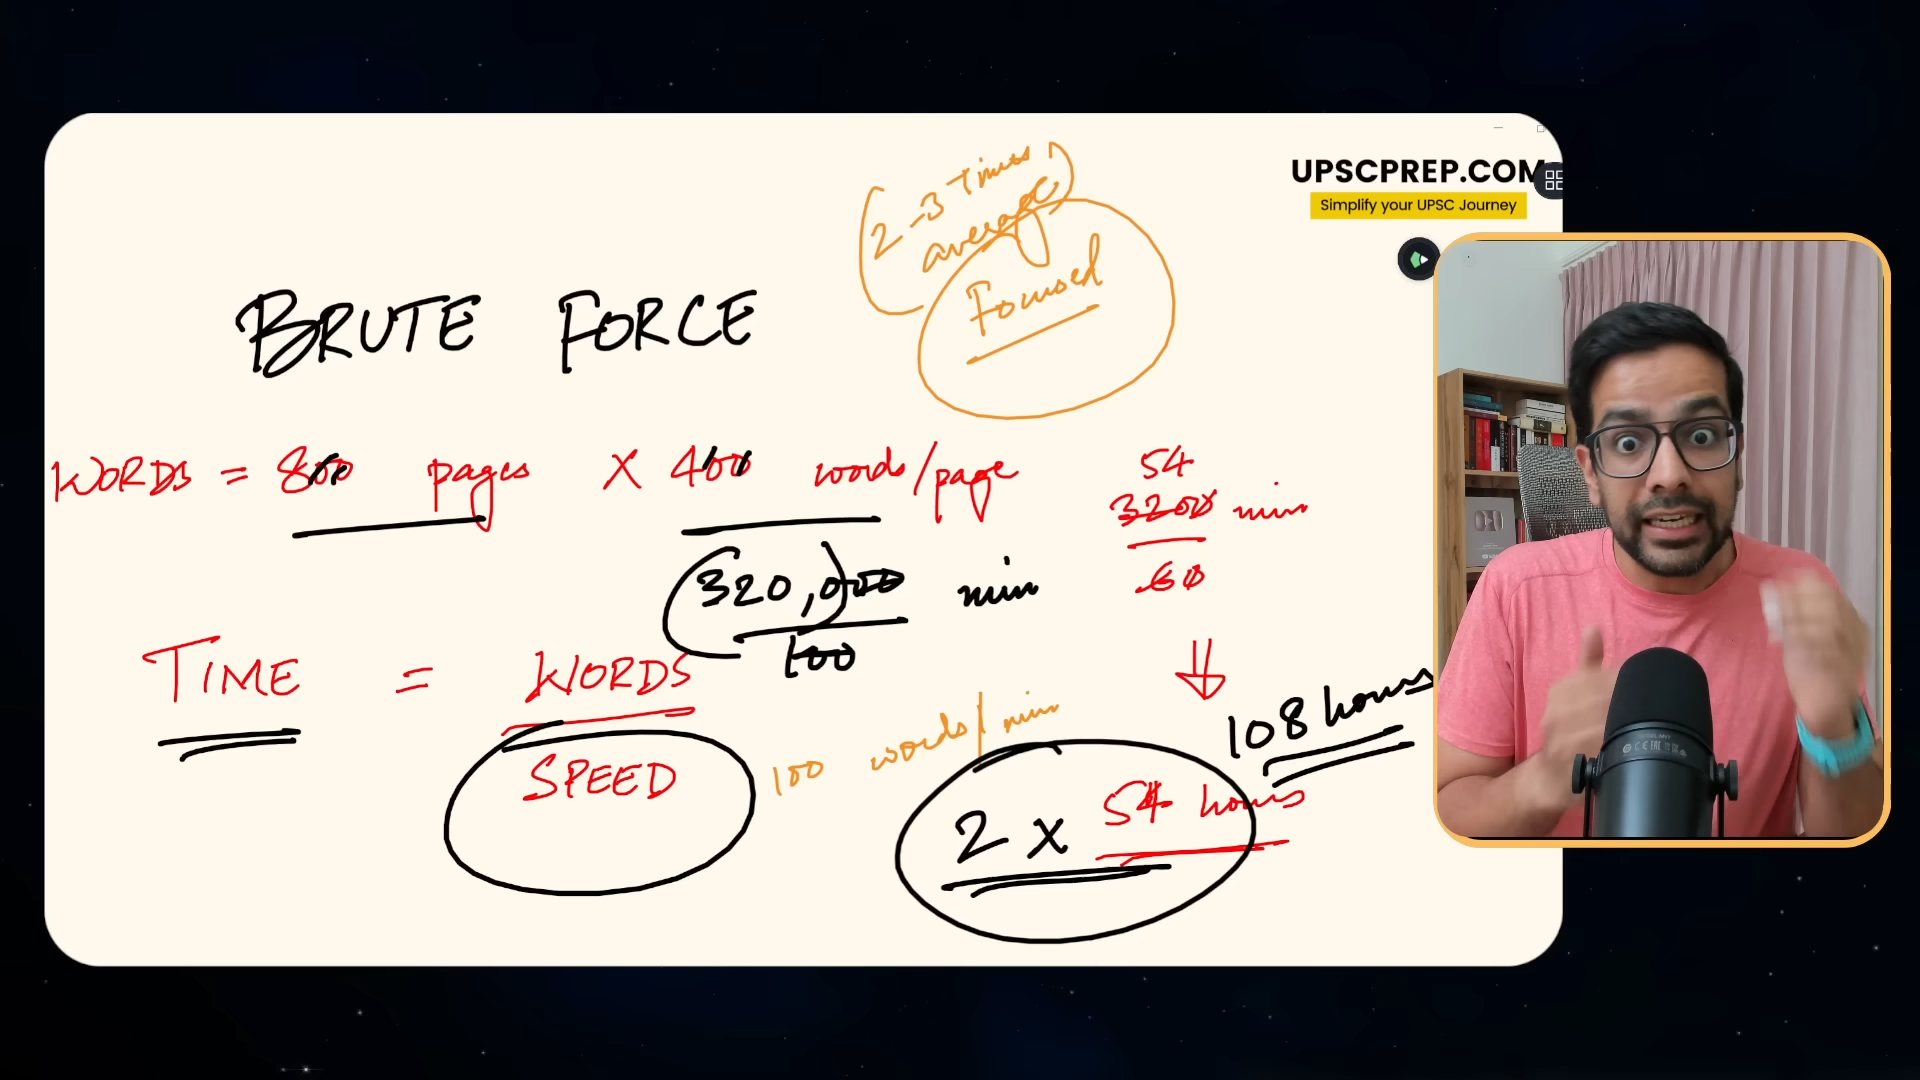 UPSCPREP.COM
Simplify your UPSC Journey
(2-3 Times
average)
Focused
BRUTE FORCE
WORDS = 800 pages X 400 words/page
54
3200 min
60
320,000 min
100
TIME = WORDS
SPEED
100 words/min
108 hours
2 x 54 hours